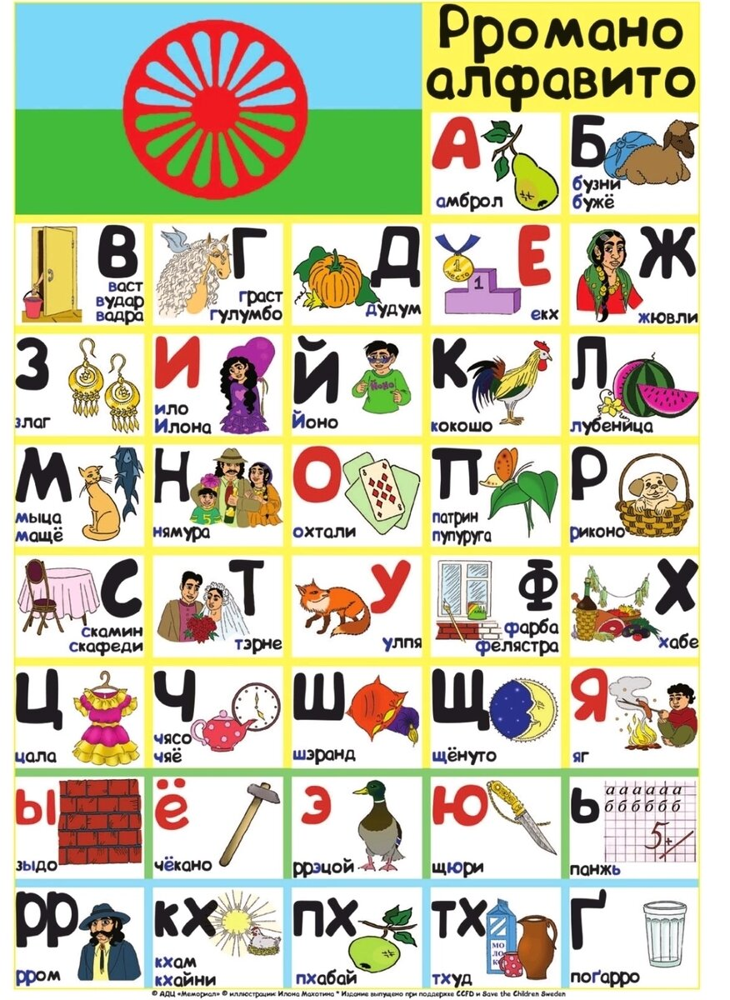 Рромано
алфавито
А
амброл
Б
бузни
бужё
В
васт
вудар
вадра
Г
граст
гулумбо
Д
дудум
Е
1
место
1
екх
Ж
жювли
З
злаг
И
ило
Илона
Й
Йоно
Йоно
К
кокошо
Л
лубеница
М
мыца
мащё
Н
5
нямура
О
охтали
П
патрин
пупуруга
Р
риконо
С
скамин
скафеди
Т
тэрне
У
улпя
Ф
фарба
фелястра
Х
хабе
Ц
цала
Ч
чясо
чяё
Ш
шэранд
Щ
щёнуто
Я
яг
ы
зыдо
ё
чёкано
э
ррэцой
ю
щюри
ь
а а а а а а
б б б б б б
5+
панжь
рр
рром
кх
кхам
кхайни
пх
пхабай
тх
МО
ЛО
КО
тхуд
ґ
поґарро
© АДЦ «Мемориал» © иллюстрации: Илона Махотина * Издание выпущено при поддержке CCFD и Save the Children Sweden